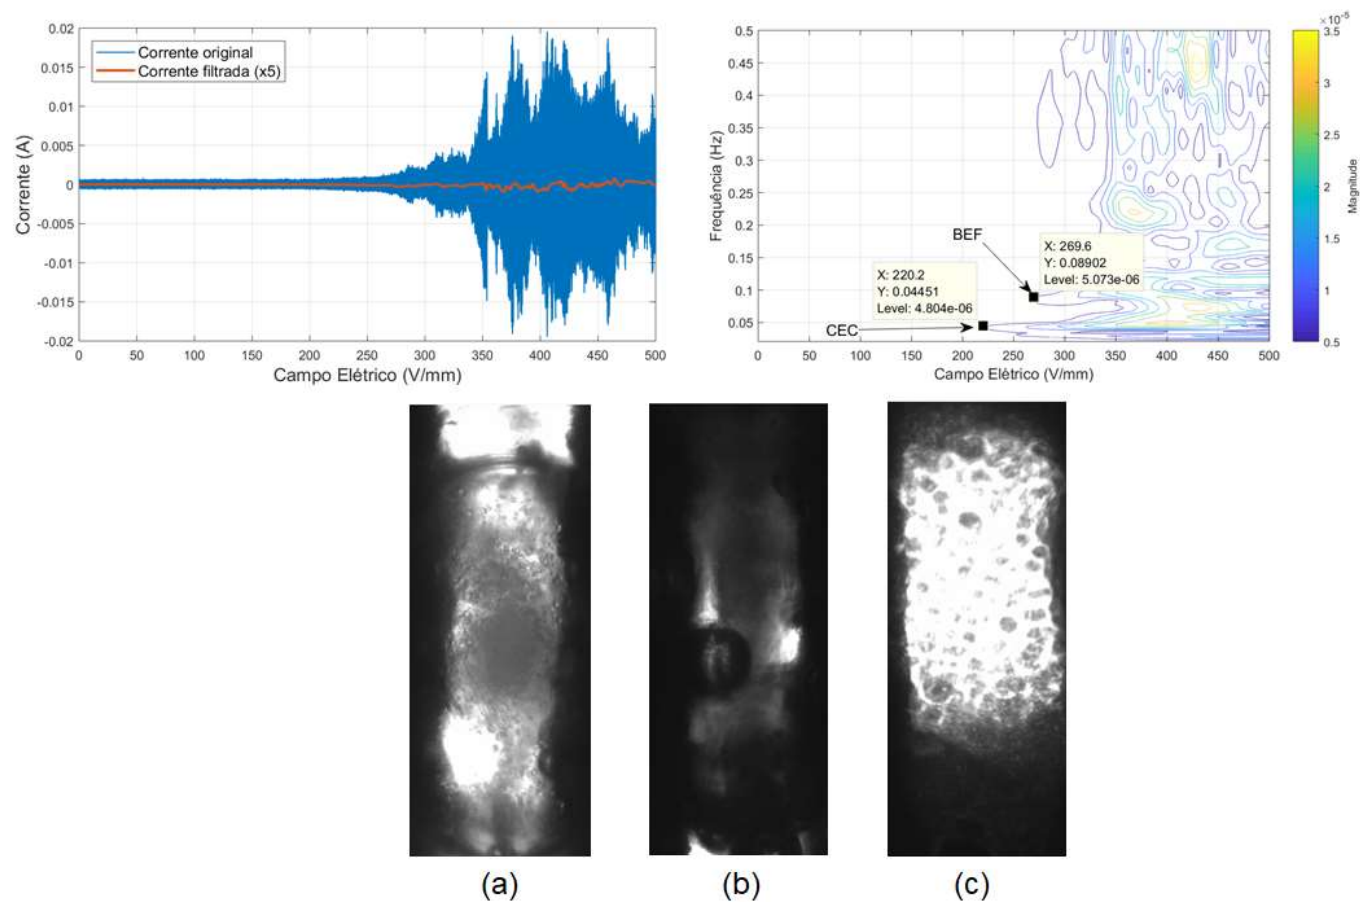 0.02
0.015
0.01
0.005
0
-0.005
-0.01
-0.015
-0.02
Corrente (A)
Corrente original
Corrente filtrada (x5)
0 50 100 150 200 250 300 350 400 450 500
Campo Elétrico (V/mm)
0.5
0.45
0.4
0.35
0.3
0.25
0.2
0.15
0.1
0.05
Frequência (Hz)
BEF
X: 269.6
Y: 0.08902
Level: 5.073e-06
X: 220.2
Y: 0.04451
Level: 4.804e-06
CEC
0 50 100 150 200 250 300 350 400 450 500
Campo Elétrico (V/mm)
×10⁻⁵
3.5
3
2.5
2
1.5
1
0.5
Magnitude
(a) (b) (c)